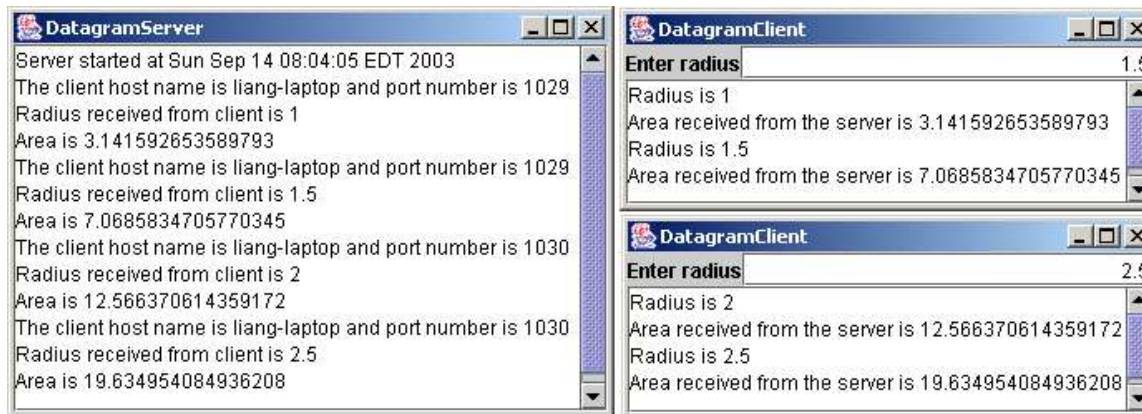 DatagramServer
Server started at Sun Sep 14 08:04:05 EDT 2003
The client host name is liang-laptop and port number is 1029
Radius received from client is 1
Area is 3.141592653589793
The client host name is liang-laptop and port number is 1029
Radius received from client is 1.5
Area is 7.0685834705770345
The client host name is liang-laptop and port number is 1030
Radius received from client is 2
Area is 12.566370614359172
The client host name is liang-laptop and port number is 1030
Radius received from client is 2.5
Area is 19.634954084936208
DatagramClient
Enter radius 1.5
Radius is 1
Area received from the server is 3.141592653589793
Radius is 1.5
Area received from the server is 7.0685834705770345
DatagramClient
Enter radius 2.5
Radius is 2
Area received from the server is 12.566370614359172
Radius is 2.5
Area received from the server is 19.634954084936208